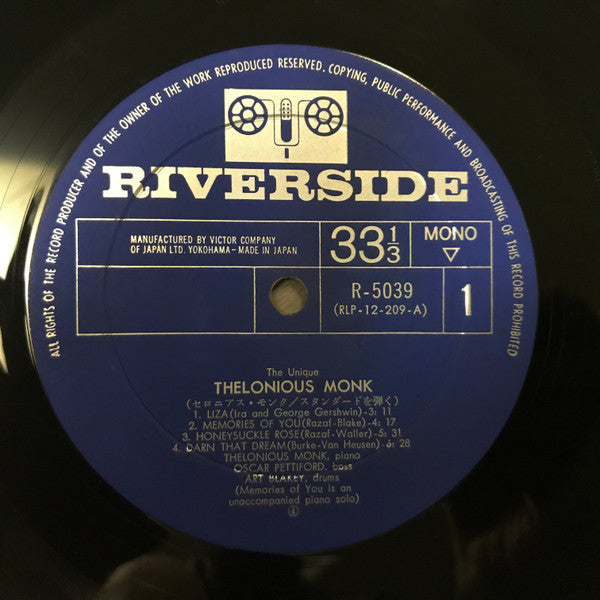 ALL RIGHTS OF THE RECORD PRODUCER AND OF THE OWNER OF THE WORK REPRODUCED RESERVED. COPYING, PUBLIC PERFORMANCE AND BROADCASTING OF THIS RECORD PROHIBITED
RIVERSIDE
MANUFACTURED BY VICTOR COMPANY
OF JAPAN LTD. YOKOHAMA–MADE IN JAPAN
33 1/3
MONO
R-5039
(RLP-12-209-A)
1
The Unique
THELONIOUS MONK
(セロニアス・モンク/スタンダードを弾く)
1. LIZA(Ira and George Gershwin)-3: 11
2. MEMORIES OF YOU(Razaf-Blake)-4: 17
3. HONEYSUCKLE ROSE(Razaf-Waller)-5: 31
4. DARN THAT DREAM(Burke-Van Heusen)-6: 28
THELONIOUS MONK, piano
OSCAR PETTIFORD, bass
ART BLAKEY, drums
(Memories of You is an
unaccompanied piano solo)
④